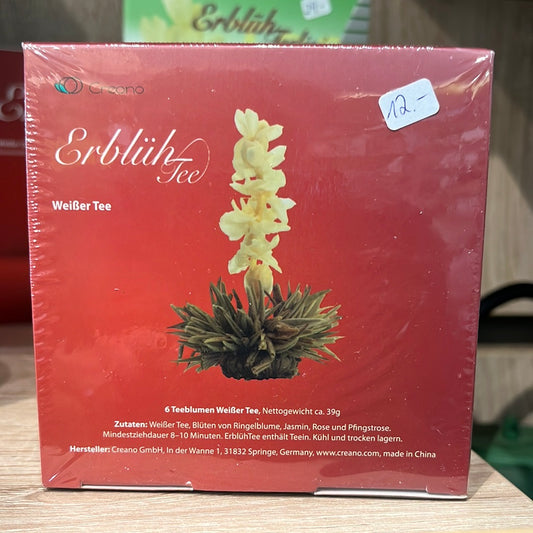 Erblüh
Creano
12.-
Erblüh
Tee
Weißer Tee
6 Teeblumen Weißer Tee, Nettogewicht ca. 39g
Zutaten: Weißer Tee, Blüten von Ringelblume, Jasmin, Rose und Pfingstrose.
Mindestziehdauer 8–10 Minuten. ErblühTee enthält Teein. Kühl und trocken lagern.
Hersteller: Creano GmbH, In der Wanne 1, 31832 Springe, Germany, www.creano.com, made in China